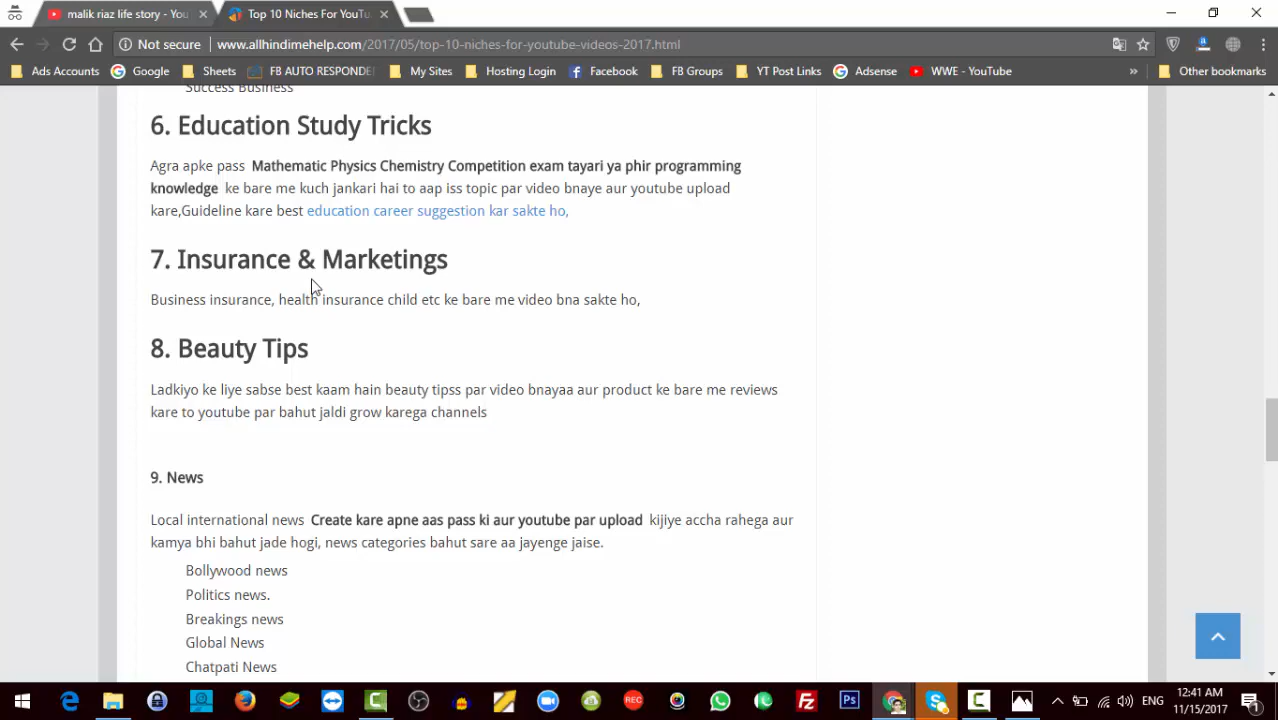 malik riaz life story - You
Top 10 Niches For YouTu
Not secure
www.allhindimehelp.com/2017/05/top-10-niches-for-youtube-videos-2017.html
Ads Accounts
Google
Sheets
FB AUTO RESPONDE
My Sites
Hosting Login
Facebook
FB Groups
YT Post Links
Adsense
WWE - YouTube
»
Other bookmarks
Success Business
6. Education Study Tricks
Agra apke pass Mathematic Physics Chemistry Competition exam tayari ya phir programming
knowledge ke bare me kuch jankari hai to aap iss topic par video bnaye aur youtube upload
kare,Guideline kare best education career suggestion kar sakte ho,
7. Insurance & Marketings
Business insurance, health insurance child etc ke bare me video bna sakte ho,
8. Beauty Tips
Ladkiyo ke liye sabse best kaam hain beauty tipss par video bnayaa aur product ke bare me reviews
kare to youtube par bahut jaldi grow karega channels
9. News
Local international news Create kare apne aas pass ki aur youtube par upload kijiye accha rahega aur
kamya bhi bahut jade hogi, news categories bahut sare aa jayenge jaise.
Bollywood news
Politics news.
Breakings news
Global News
Chatpati News
REC
Ps
ENG
12:41 AM
11/15/2017
1